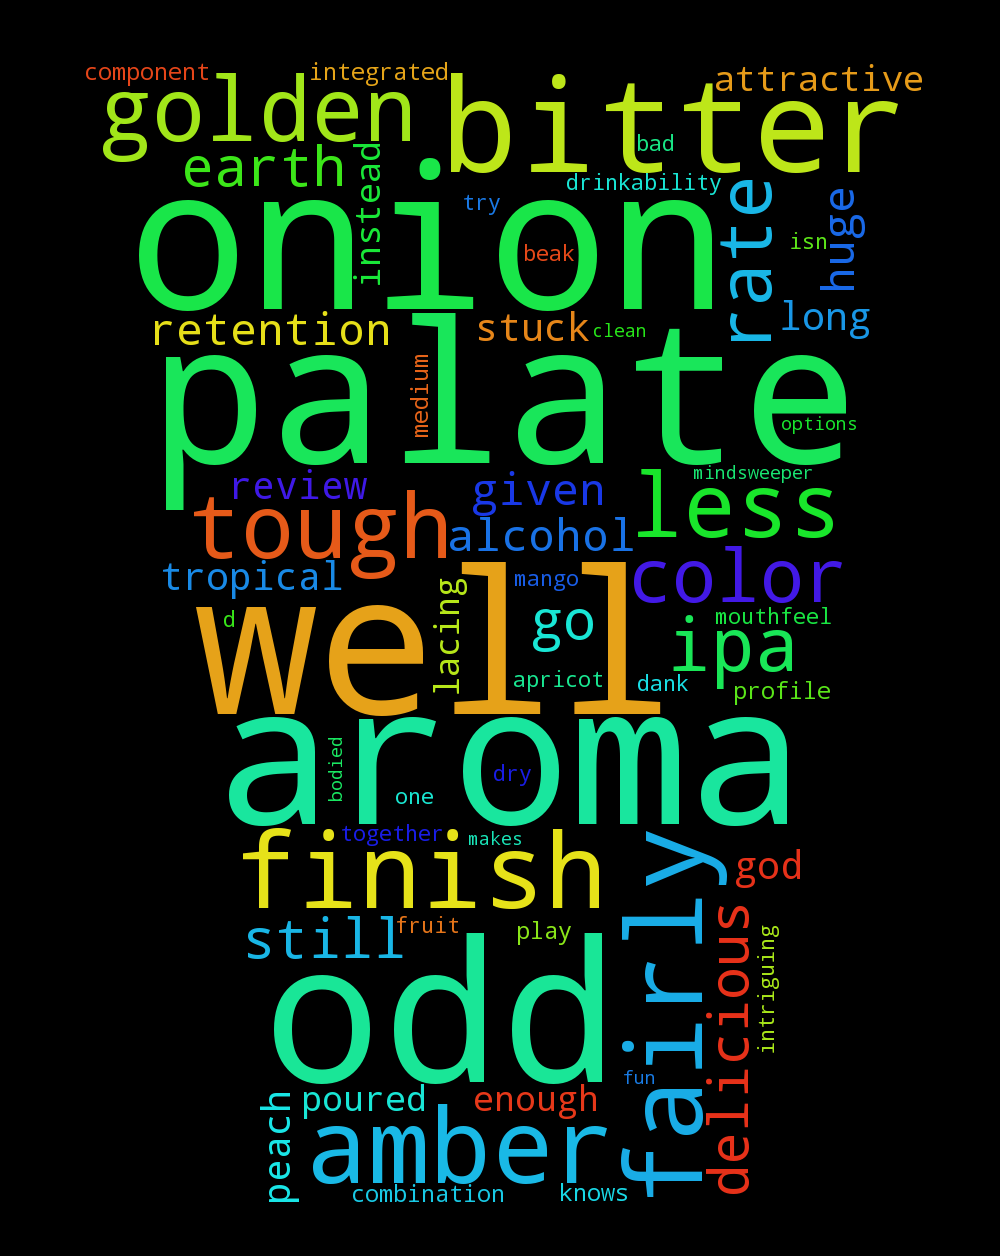 component
integrated
attractive
golden
bitter
bad
earth
instead
drinkability
onion
try
rate
huge
beak
isn
long
retention
stuck
clean
palate
medium
options
mindsweeper
review
given
less
tough
alcohol
tropical
mango
color
well
d
lacing
go
mouthfeel
ipa
apricot
dank
profile
aroma
bodied
one
dry
together
makes
finish
fairly
god
still
fruit
play
delicious
intriguing
odd
fun
peach
poured
enough
amber
combination
knows